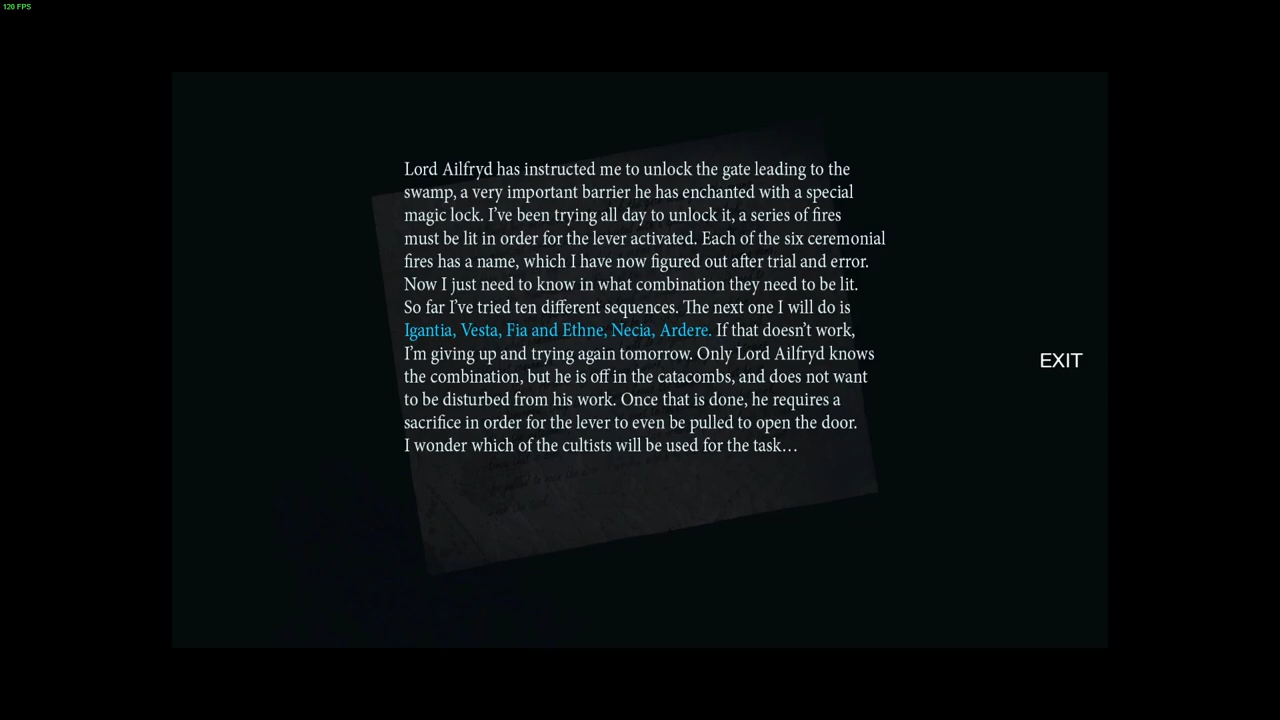 120 FPS
Lord Ailfryd has instructed me to unlock the gate leading to the
swamp, a very important barrier he has enchanted with a special
magic lock. I've been trying all day to unlock it, a series of fires
must be lit in order for the lever activated. Each of the six ceremonial
fires has a name, which I have now figured out after trial and error.
Now I just need to know in what combination they need to be lit.
So far I've tried ten different sequences. The next one I will do is
Igantia, Vesta, Fia and Ethne, Necia, Ardere. If that doesn't work,
I'm giving up and trying again tomorrow. Only Lord Ailfryd knows
the combination, but he is off in the catacombs, and does not want
to be disturbed from his work. Once that is done, he requires a
sacrifice in order for the lever to even be pulled to open the door.
I wonder which of the cultists will be used for the task…
EXIT